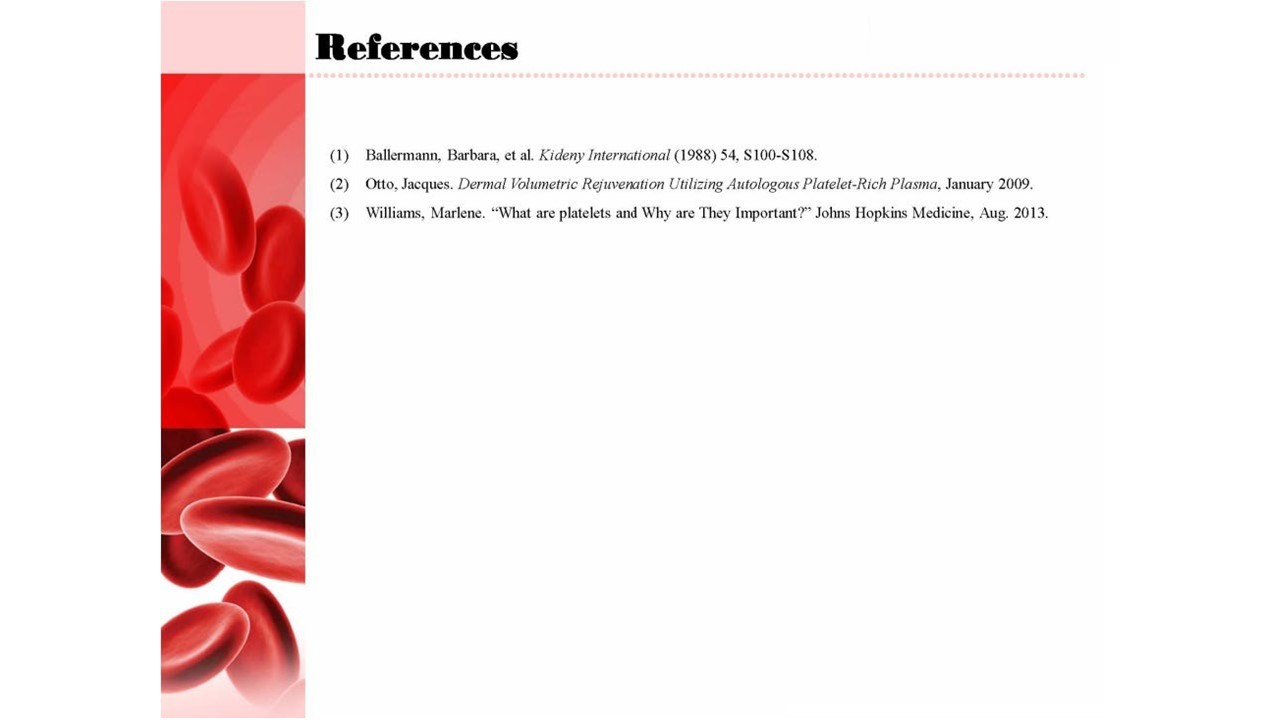 References
(1) Ballermann, Barbara, et al. Kideny International (1988) 54, S100-S108.
(2) Otto, Jacques. Dermal Volumetric Rejuvenation Utilizing Autologous Platelet-Rich Plasma, January 2009.
(3) Williams, Marlene. “What are platelets and Why are They Important?” Johns Hopkins Medicine, Aug. 2013.